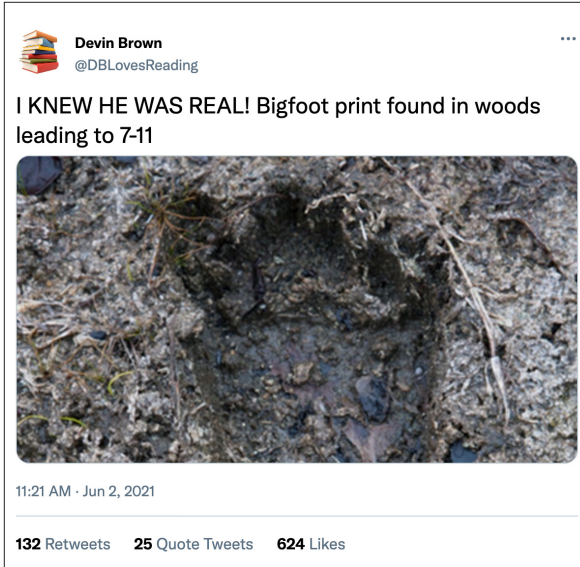 Devin Brown
@DBLovesReading
I KNEW HE WAS REAL! Bigfoot print found in woods
leading to 7-11
11:21 AM · Jun 2, 2021
132 Retweets 25 Quote Tweets 624 Likes